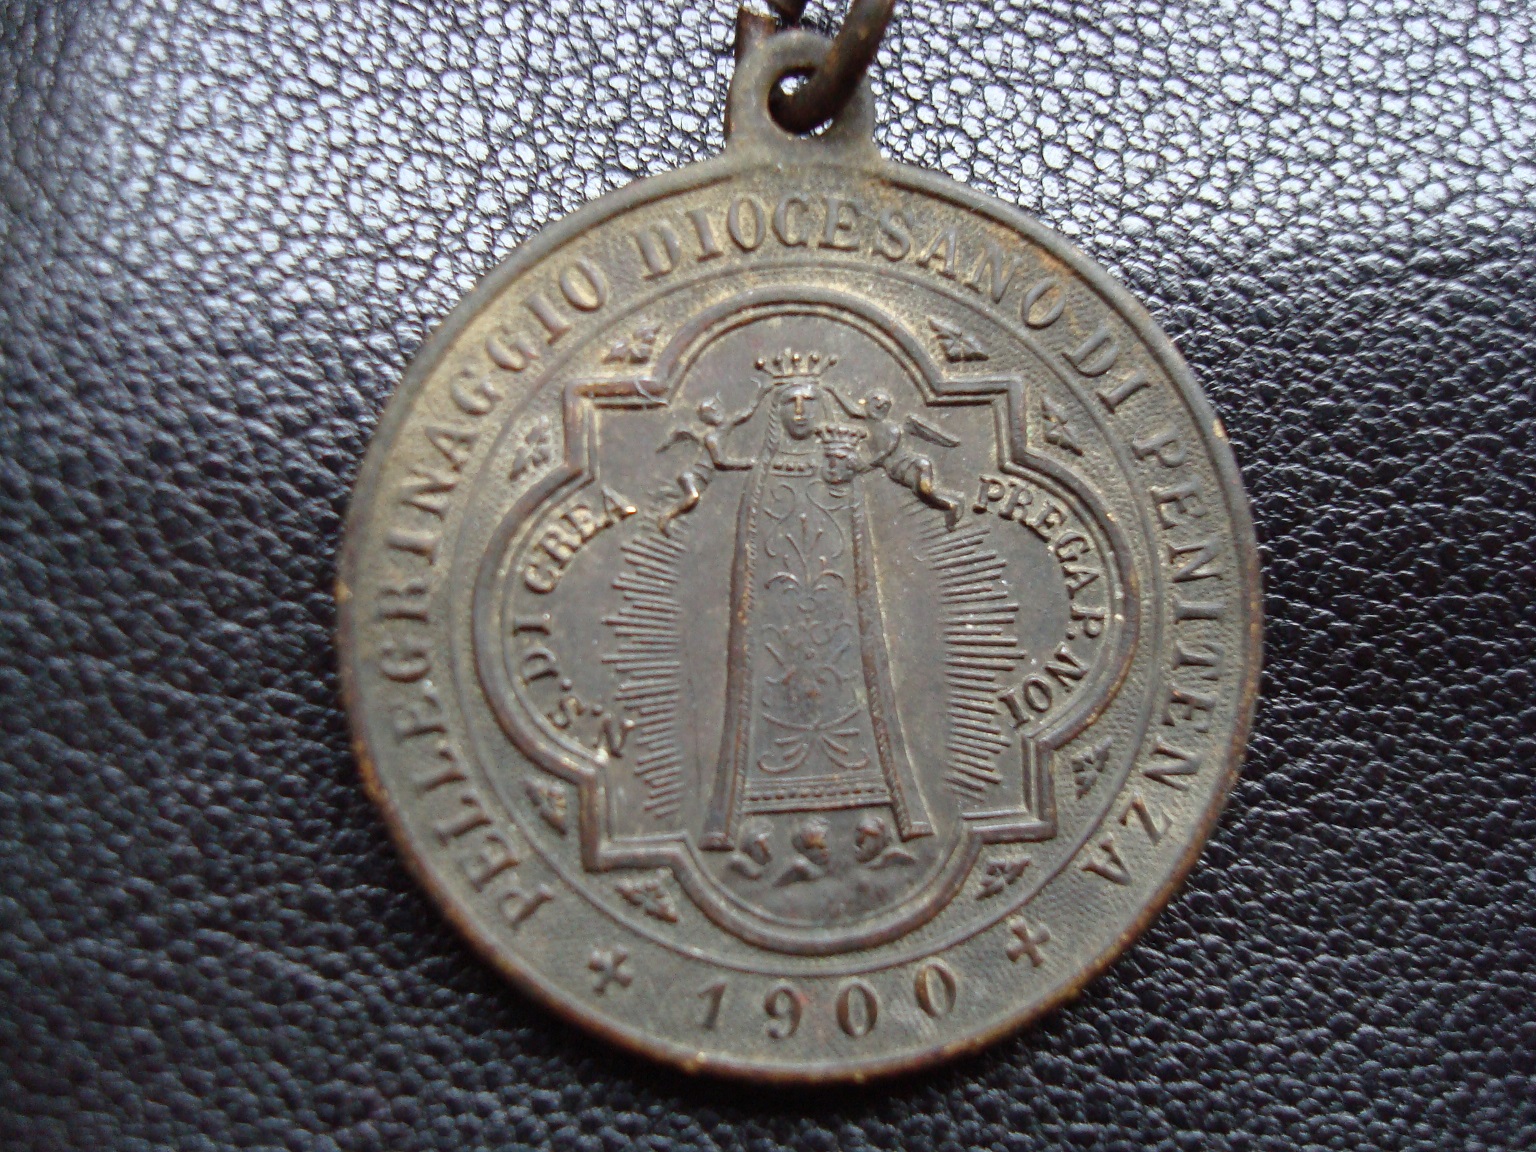 PELLEGRINAGGIO DIOCESANO DI PENITENZA
+ 1900 +
N.S. DI CREA
PREGA P. NOI